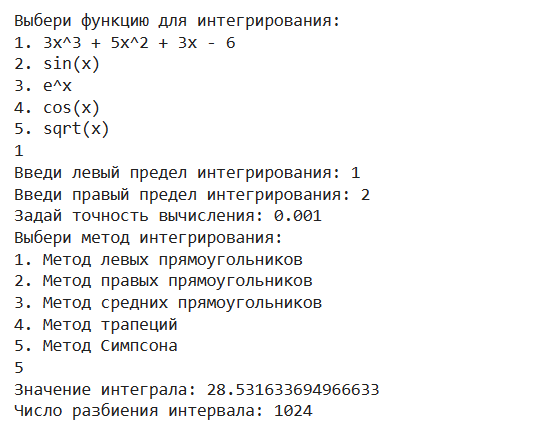 Выбери функцию для интегрирования:
1. 3x^3 + 5x^2 + 3x - 6
2. sin(x)
3. e^x
4. cos(x)
5. sqrt(x)
1
Введи левый предел интегрирования: 1
Введи правый предел интегрирования: 2
Задай точность вычисления: 0.001
Выбери метод интегрирования:
1. Метод левых прямоугольников
2. Метод правых прямоугольников
3. Метод средних прямоугольников
4. Метод трапеций
5. Метод Симпсона
5
Значение интеграла: 28.531633694966633
Число разбиения интервала: 1024